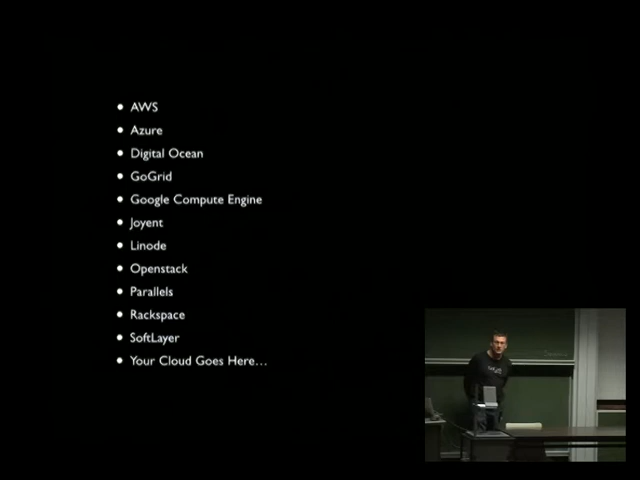 • AWS
• Azure
• Digital Ocean
• GoGrid
• Google Compute Engine
• Joyent
• Linode
• Openstack
• Parallels
• Rackspace
• SoftLayer
• Your Cloud Goes Here...